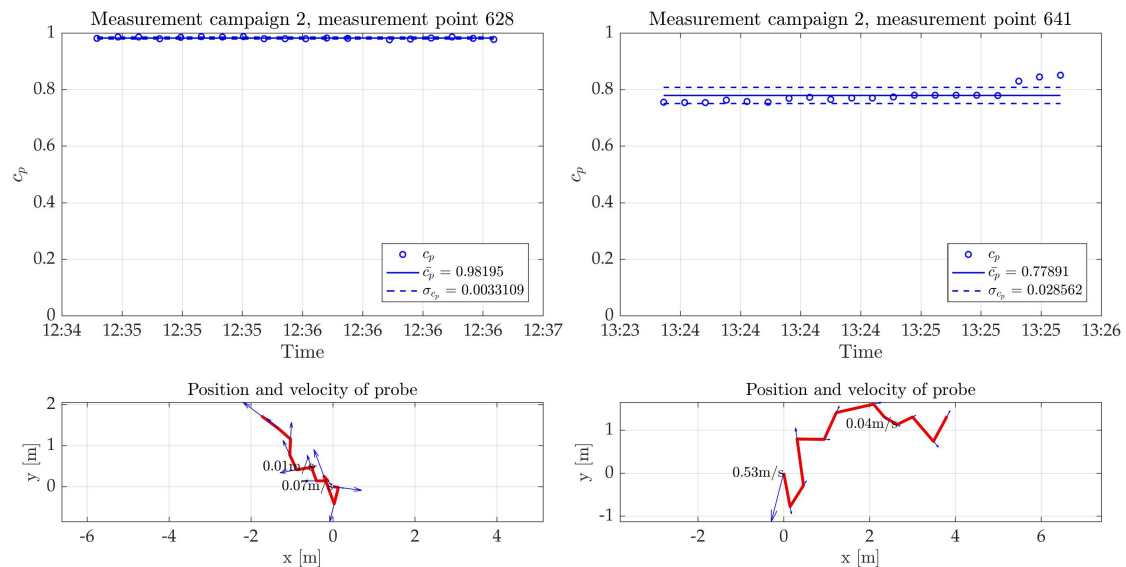 Measurement campaign 2, measurement point 628
1
0.8
0.6
0.4
0.2
0
c_p
c_p
c̄_p = 0.98195
σ_{c_p} = 0.0033109
12:34 12:35 12:35 12:35 12:36 12:36 12:36 12:37
Time
Measurement campaign 2, measurement point 641
1
0.8
0.6
0.4
0.2
0
c_p
c_p
c̄_p = 0.77891
σ_{c_p} = 0.028562
13:23 13:24 13:24 13:24 13:24 13:25 13:25 13:25 13:26
Time
Position and velocity of probe
2
1
0
y [m]
0.01m/s
0.07m/s
-6 -4 -2 0 2 4
x [m]
Position and velocity of probe
1
0
-1
y [m]
0.04m/s
0.53m/s
-2 0 2 4 6
x [m]